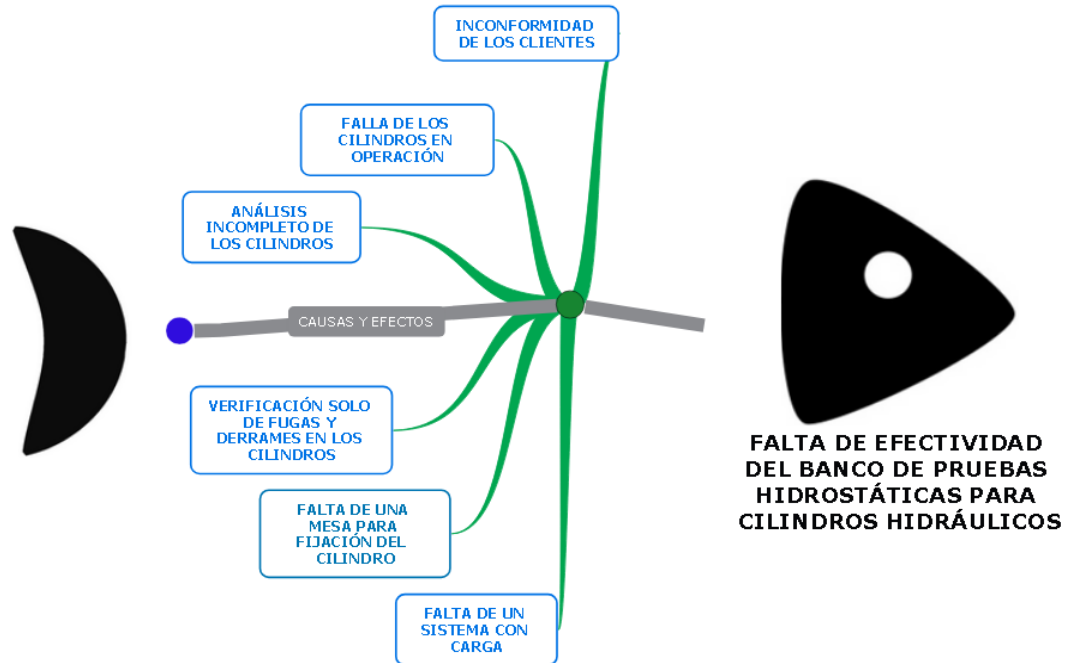 INCONFORMIDAD
DE LOS CLIENTES
FALLA DE LOS
CILINDROS EN
OPERACIÓN
ANÁLISIS
INCOMPLETO DE
LOS CILINDROS
CAUSAS Y EFECTOS
VERIFICACIÓN SOLO
DE FUGAS Y
DERRAMES EN LOS
CILINDROS
FALTA DE UNA
MESA PARA
FIJACIÓN DEL
CILINDRO
FALTA DE UN
SISTEMA CON
CARGA
FALTA DE EFECTIVIDAD
DEL BANCO DE PRUEBAS
HIDROSTÁTICAS PARA
CILINDROS HIDRÁULICOS